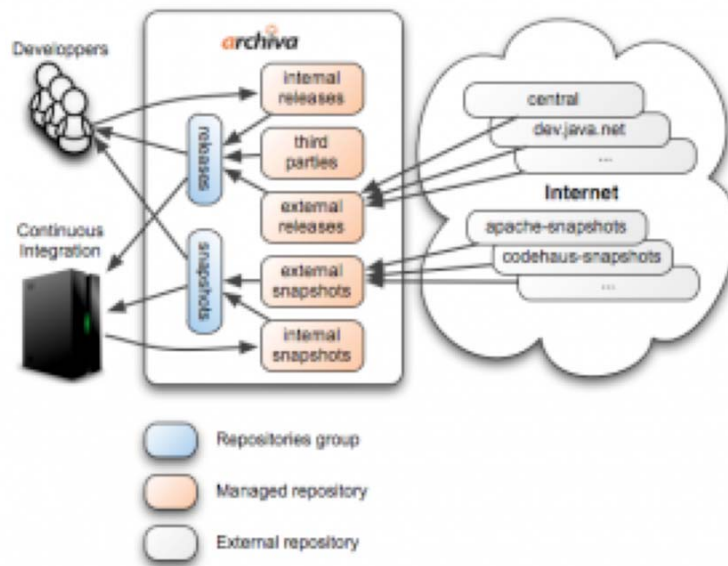 Developpers
archiva
internal
releases
releases
third
parties
external
releases
central
dev.java.net
...
Internet
apache-snapshots
codehaus-snapshots
...
Continuous
Integration
snapshots
external
snapshots
internal
snapshots
Repositories group
Managed repository
External repository